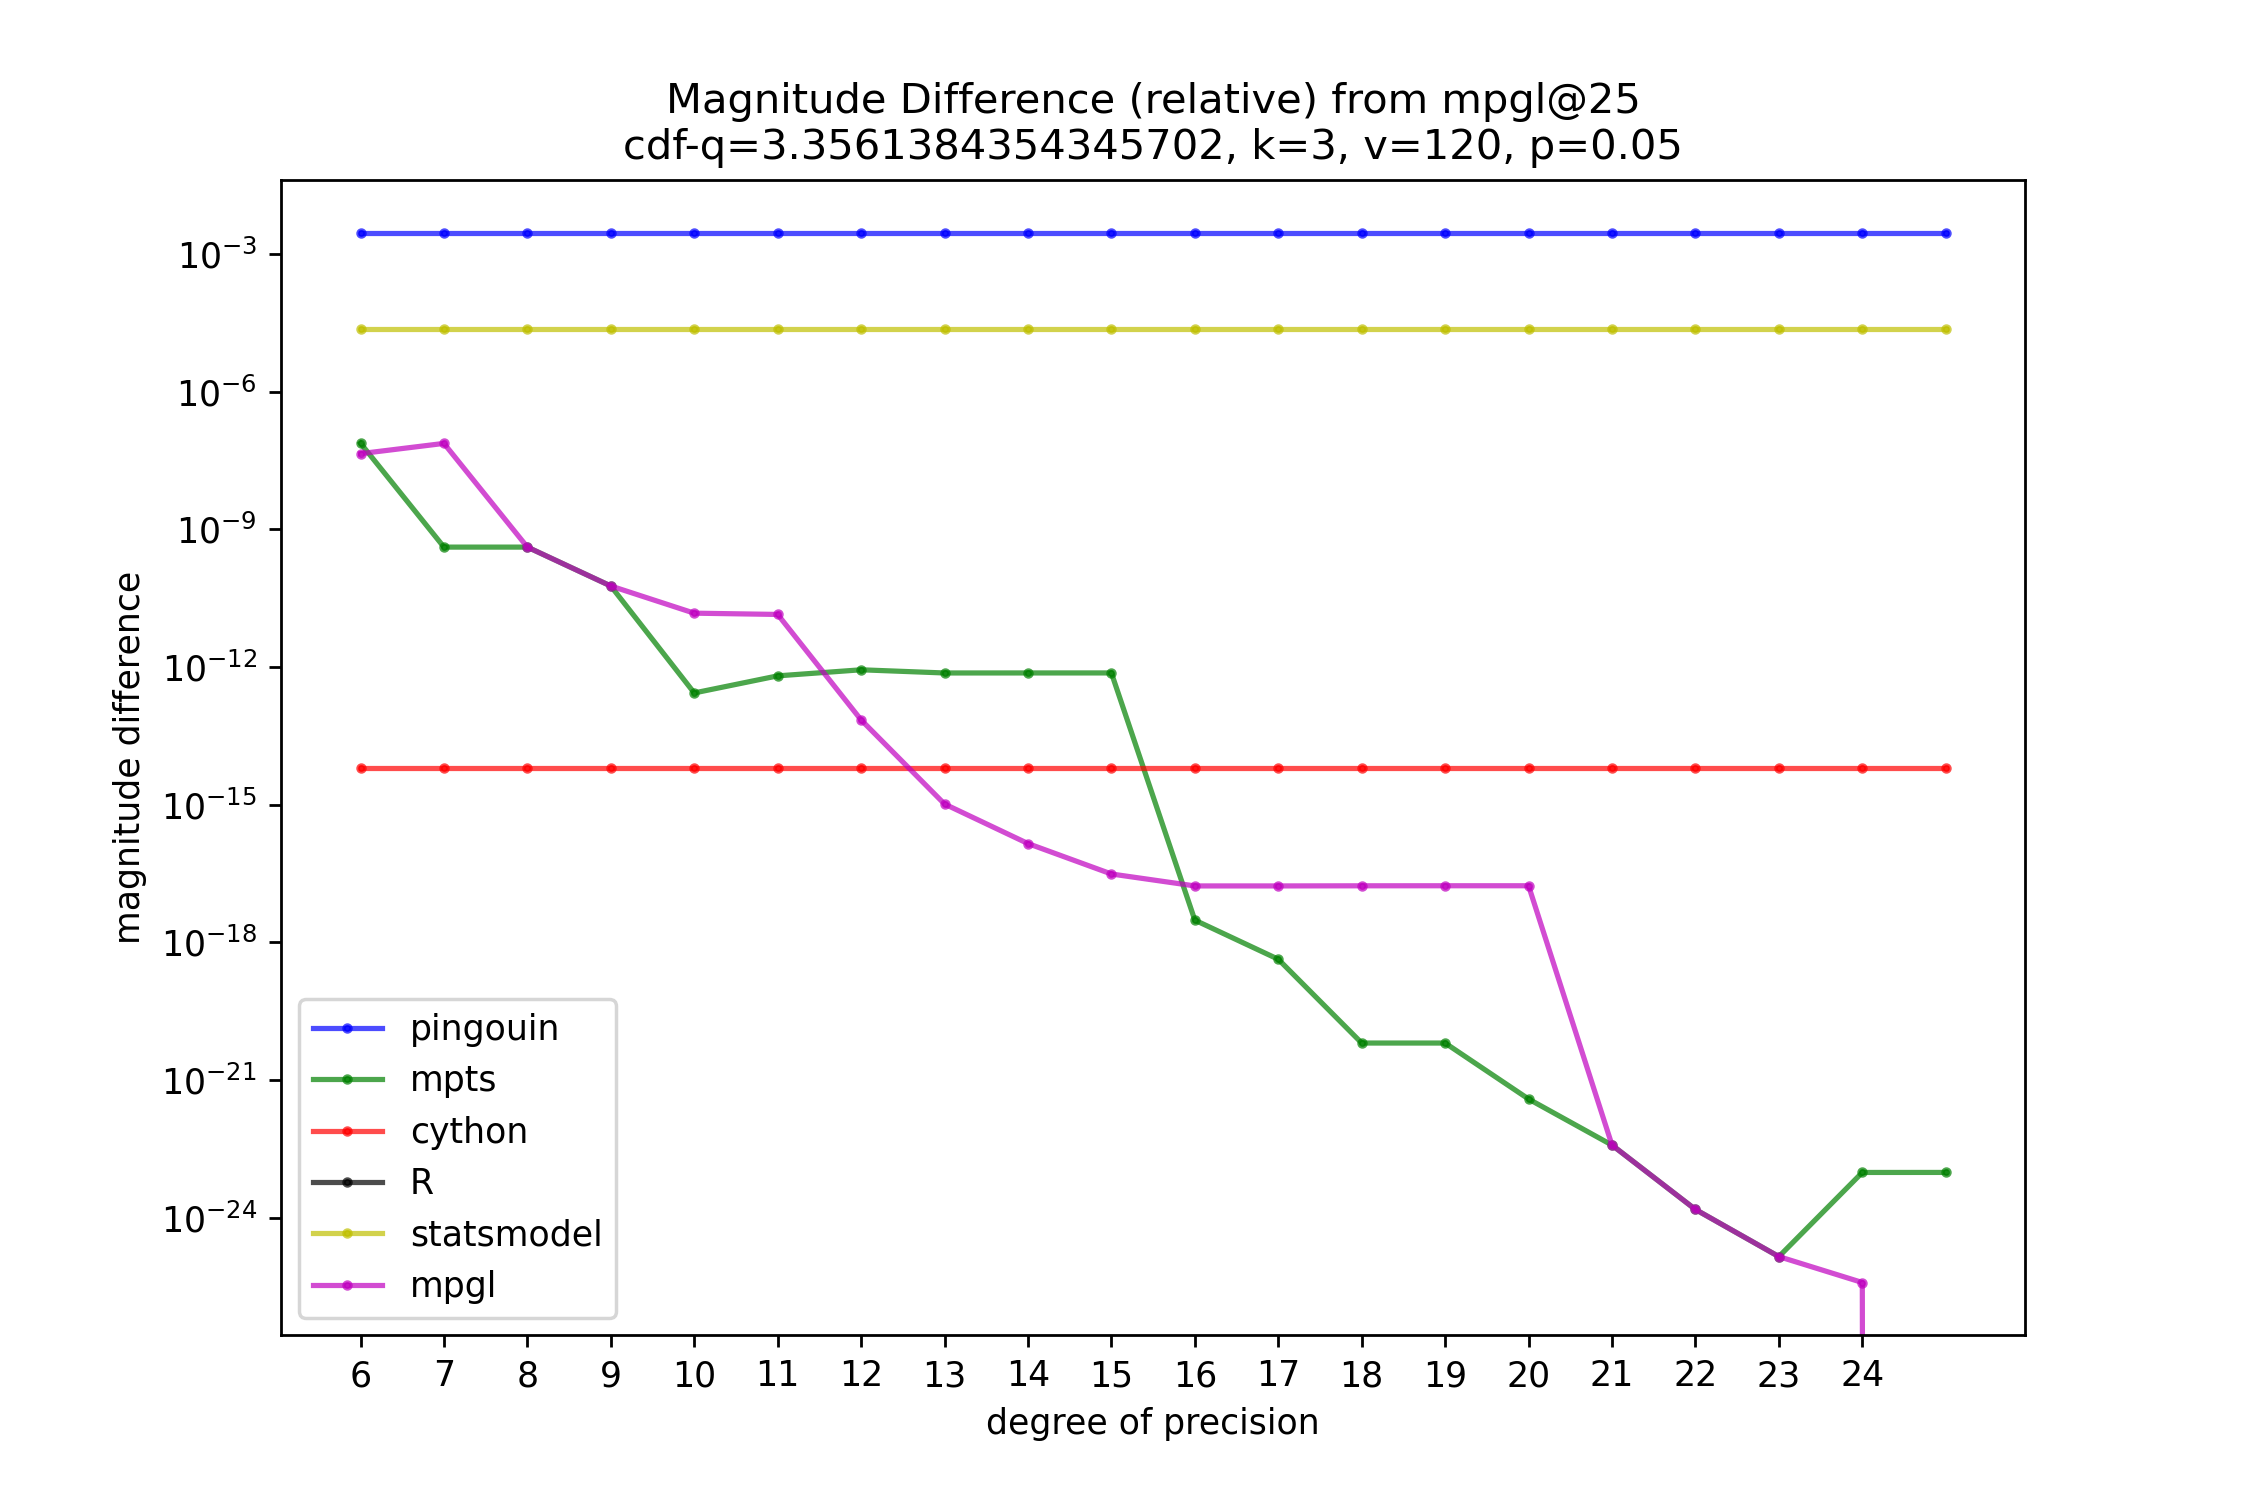 Magnitude Difference (relative) from mpgl@25
cdf-q=3.3561384354345702, k=3, v=120, p=0.05
magnitude difference
10⁻³
10⁻⁶
10⁻⁹
10⁻¹²
10⁻¹⁵
10⁻¹⁸
10⁻²¹
10⁻²⁴
pingouin
mpts
cython
R
statsmodel
mpgl
6 7 8 9 10 11 12 13 14 15 16 17 18 19 20 21 22 23 24
degree of precision